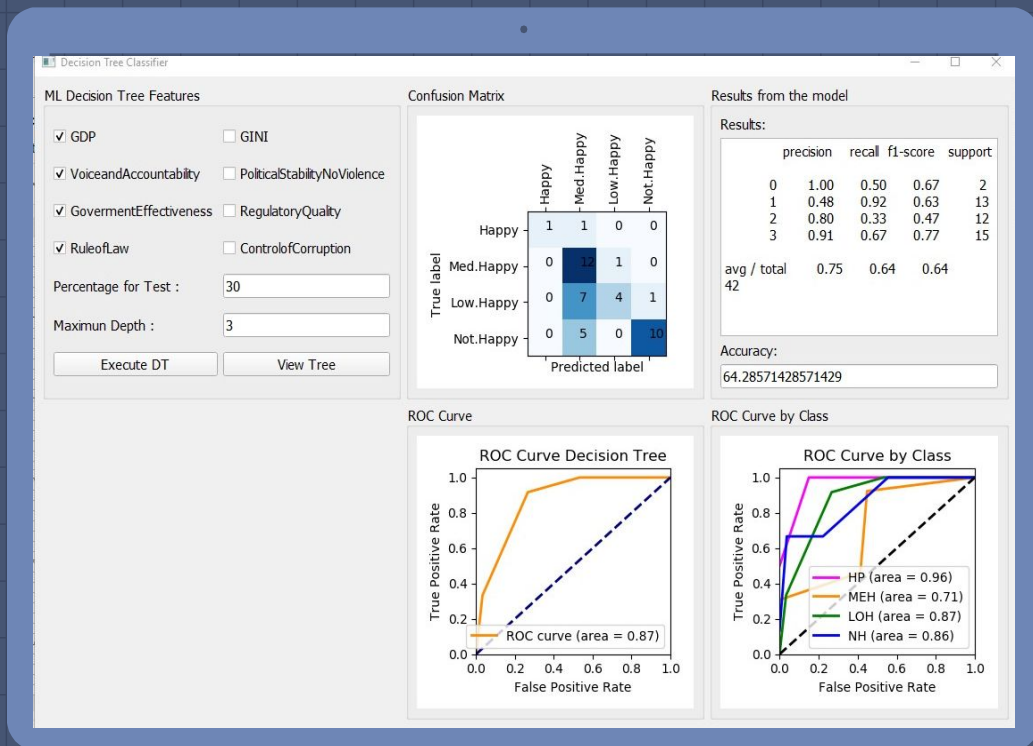 Decision Tree Classifier
ML Decision Tree Features
GDP
GINI
VoiceandAccountability
PoliticalStabilityNoViolence
GovermentEffectiveness
RegulatoryQuality
RuleofLaw
ControlofCorruption
Percentage for Test :
30
Maximun Depth :
3
Execute DT
View Tree
Confusion Matrix
Happy
Med.Happy
Low.Happy
Not.Happy
True label
Happy 1 1 0 0
Med.Happy 0 12 1 0
Low.Happy 0 7 4 1
Not.Happy 0 5 0 10
Predicted label
Results from the model
Results:
precision recall f1-score support
0 1.00 0.50 0.67 2
1 0.48 0.92 0.63 13
2 0.80 0.33 0.47 12
3 0.91 0.67 0.77 15
avg / total 0.75 0.64 0.64
42
Accuracy:
64.28571428571429
ROC Curve
ROC Curve Decision Tree
True Positive Rate
1.0
0.8
0.6
0.4
0.2
0.0
ROC curve (area = 0.87)
0.0 0.2 0.4 0.6 0.8 1.0
False Positive Rate
ROC Curve by Class
ROC Curve by Class
True Positive Rate
1.0
0.8
0.6
0.4
0.2
0.0
HP (area = 0.96)
MEH (area = 0.71)
LOH (area = 0.87)
NH (area = 0.86)
0.0 0.2 0.4 0.6 0.8 1.0
False Positive Rate